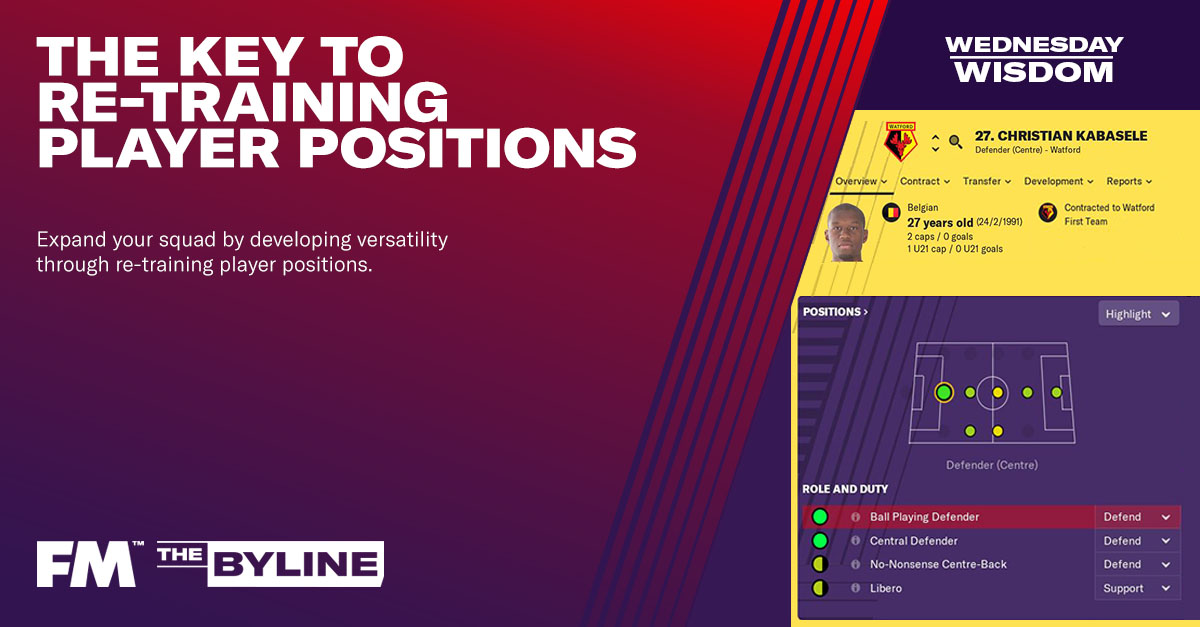 THE KEY TO
RE-TRAINING
PLAYER POSITIONS
Expand your squad by developing versatility
through re-training player positions.
FM™
THE BYLINE
WEDNESDAY
WISDOM
WATFORD
27. CHRISTIAN KABASELE
Defender (Centre) - Watford
Overview Contract Transfer Development Reports
Belgian
27 years old (24/2/1991)
2 caps / 0 goals
1 U21 cap / 0 U21 goals
Contracted to Watford
First Team
POSITIONS ›
Highlight
Defender (Centre)
ROLE AND DUTY
Ball Playing Defender Defend
Central Defender Defend
No-Nonsense Centre-Back Defend
Libero Support